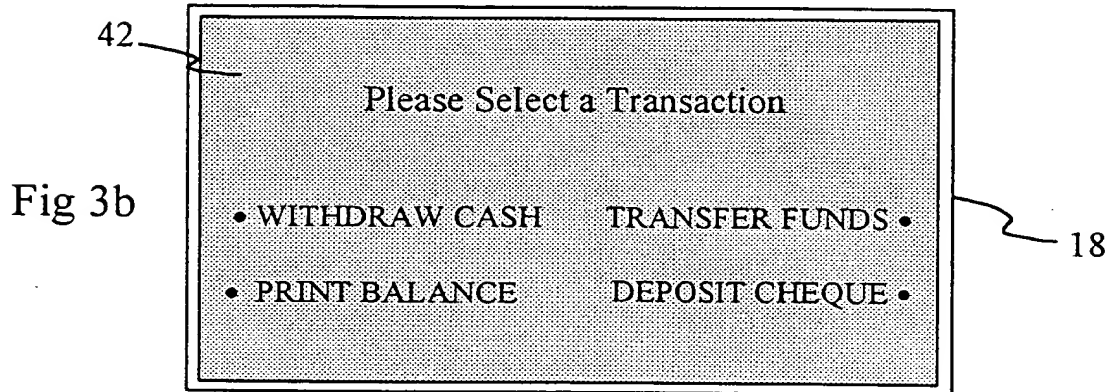 42
Please Select a Transaction
Fig 3b
• WITHDRAW CASH TRANSFER FUNDS •
18
• PRINT BALANCE DEPOSIT CHEQUE •